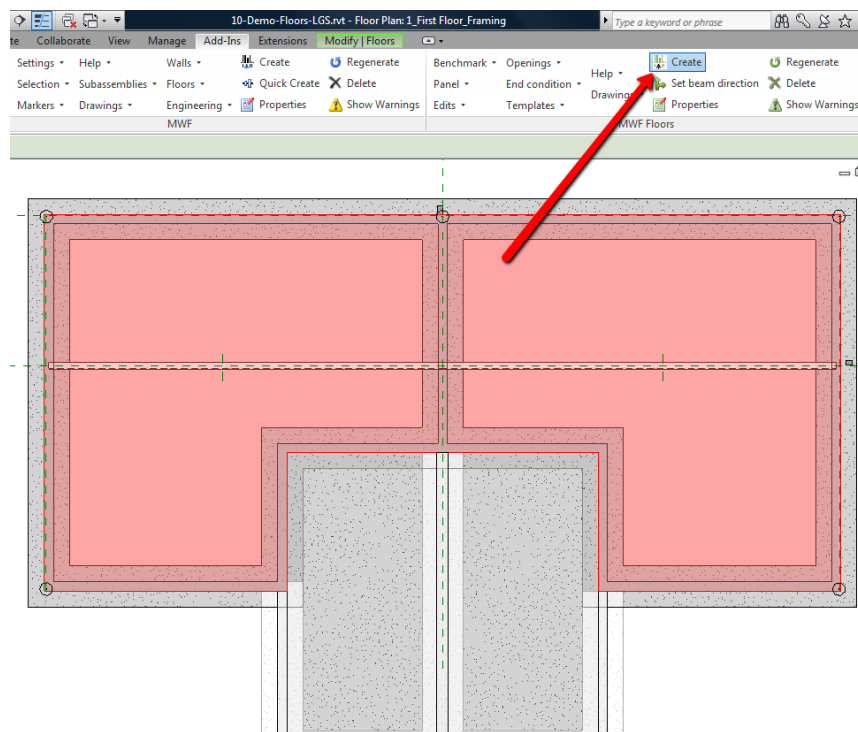 10-Demo-Floors-LGS.rvt - Floor Plan: 1_First Floor_Framing
Type a keyword or phrase
te Collaborate View Manage Add-Ins Extensions Modify | Floors
Settings Help Walls Create Regenerate Benchmark Openings Help Create Regenerate
Selection Subassemblies Floors Quick Create Delete Panel End condition Drawings Set beam direction Delete
Markers Drawings Engineering Properties Show Warnings Edits Templates Properties Show Warnings
MWF MWF Floors